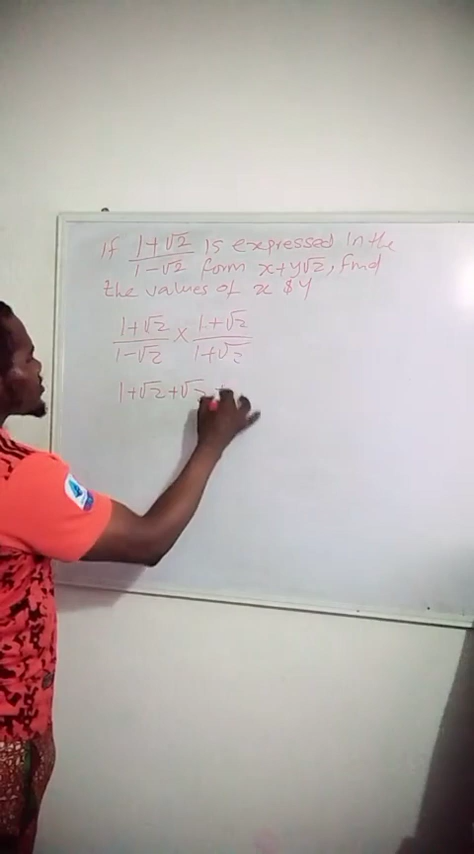 If 1+√2 / 1-√2 is expressed in the
form x+y√2, find
the values of x & y
1+√2 / 1-√2 × 1+√2 / 1+√2
1+√2+√2+